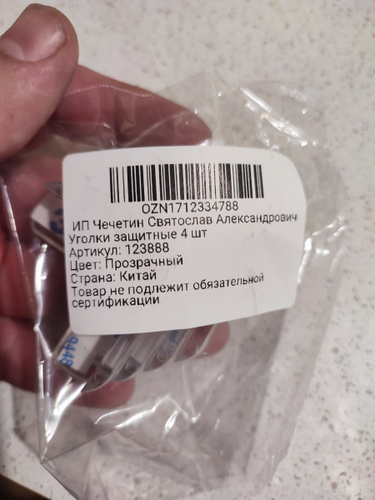 OZN1712334788
ИП Чечетин Святослав Александрович
Уголки защитные 4 шт
Артикул: 123888
Цвет: Прозрачный
Страна: Китай
Товар не подлежит обязательной
сертификации